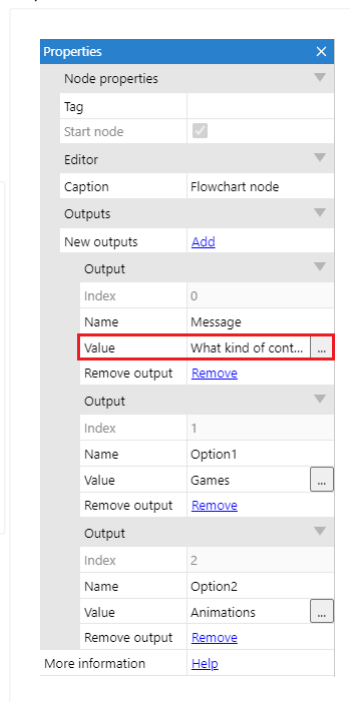 Properties
Node properties
Tag
Start node
Editor
Caption Flowchart node
Outputs
New outputs Add
Output
Index 0
Name Message
Value What kind of cont... ...
Remove output Remove
Output
Index 1
Name Option1
Value Games ...
Remove output Remove
Output
Index 2
Name Option2
Value Animations ...
Remove output Remove
More information Help